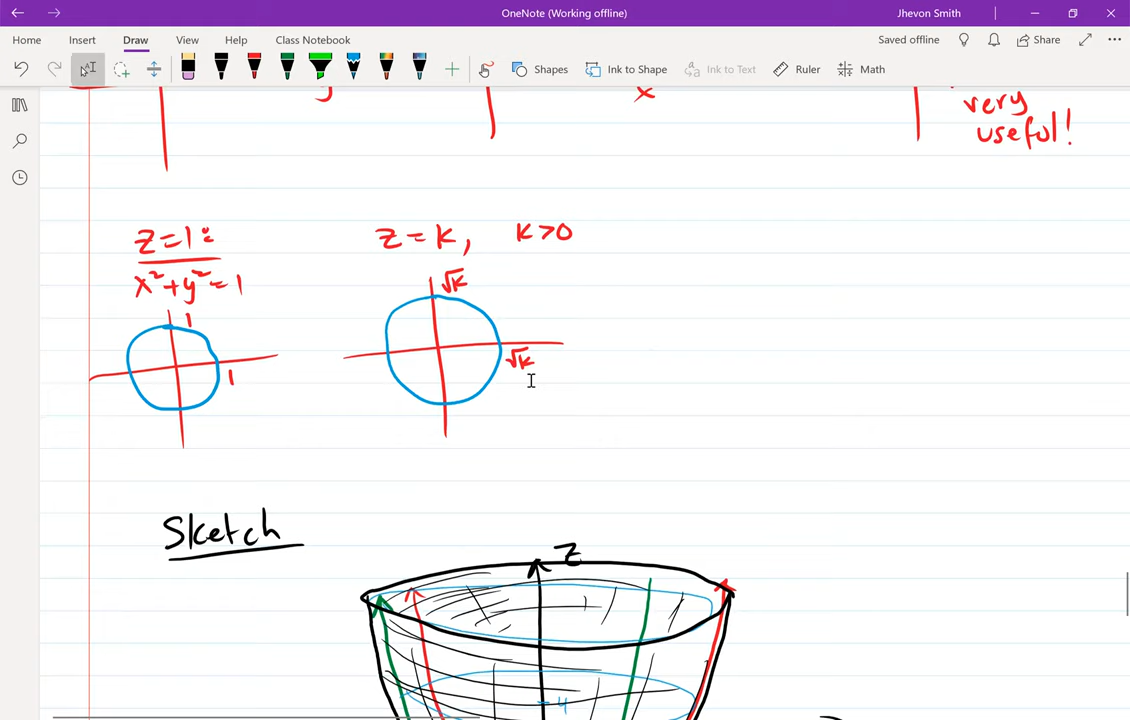 OneNote (Working offline)
Jhevon Smith
Home Insert Draw View Help Class Notebook
Saved offline
Share
Shapes
Ink to Shape
Ink to Text
Ruler
Math
y
x
very
useful!
z=1:
x²+y²=1
1
1
z=k, k>0
√k
√k
Sketch
z
4